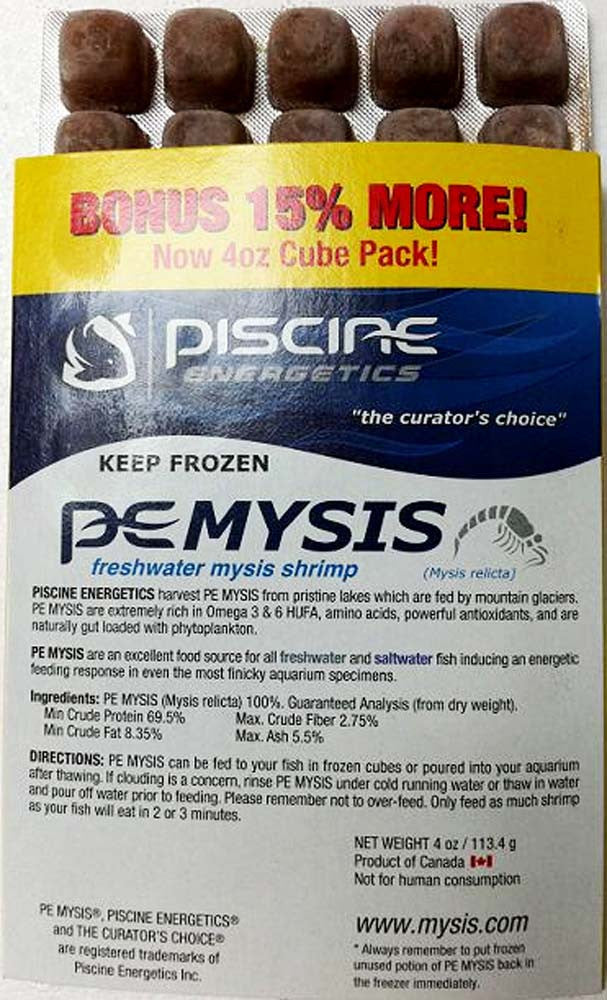 BONUS 15% MORE!
Now 4oz Cube Pack!
PISCINE
ENERGETICS
"the curator's choice"
KEEP FROZEN
PE MYSIS
freshwater mysis shrimp
(Mysis relicta)
PISCINE ENERGETICS harvest PE MYSIS from pristine lakes which are fed by mountain glaciers.
PE MYSIS are extremely rich in Omega 3 & 6 HUFA, amino acids, powerful antioxidants, and are
naturally gut loaded with phytoplankton.
PE MYSIS are an excellent food source for all freshwater and saltwater fish inducing an energetic
feeding response in even the most finicky aquarium specimens.
Ingredients: PE MYSIS (Mysis relicta) 100%. Guaranteed Analysis (from dry weight).
Min Crude Protein 69.5% Max. Crude Fiber 2.75%
Min Crude Fat 8.35% Max. Ash 5.5%
DIRECTIONS: PE MYSIS can be fed to your fish in frozen cubes or poured into your aquarium
after thawing. If clouding is a concern, rinse PE MYSIS under cold running water or thaw in water
and pour off water prior to feeding. Please remember not to over-feed. Only feed as much shrimp
as your fish will eat in 2 or 3 minutes.
NET WEIGHT 4 oz / 113.4 g
Product of Canada
Not for human consumption
PE MYSIS®, PISCINE ENERGETICS®
and THE CURATOR'S CHOICE®
are registered trademarks of
Piscine Energetics Inc.
www.mysis.com
* Always remember to put frozen
unused potion of PE MYSIS back in
the freezer immediately.